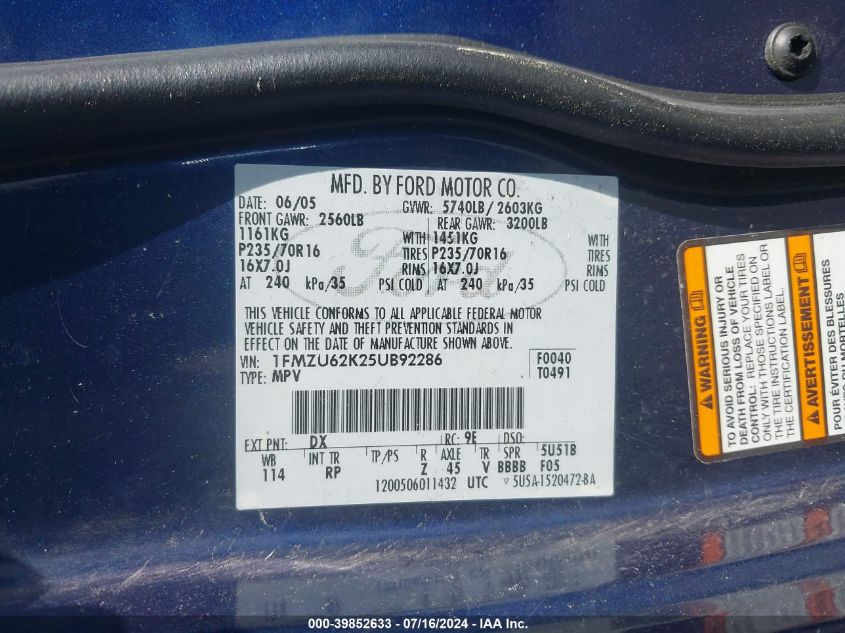 MFD. BY FORD MOTOR CO.
DATE: 06/05 GVWR: 5740LB / 2603KG
FRONT GAWR: 2560LB REAR GAWR: 3200LB
1161KG WITH 1451KG WITH
P235/70R16 TIRES P235/70R16 TIRES
16X7.0J RIMS 16X7.0J RIMS
AT 240 kPa/35 PSI COLD AT 240 kPa/35 PSI COLD
Ford
THIS VEHICLE CONFORMS TO ALL APPLICABLE FEDERAL MOTOR
VEHICLE SAFETY AND THEFT PREVENTION STANDARDS IN
EFFECT ON THE DATE OF MANUFACTURE SHOWN ABOVE.
VIN: 1FMZU62K25UB92286 F0040
TYPE: MPV T0491
EXT PNT: DX RC: 9E DSO:
WB INT TR TP/PS R AXLE TR SPR 5U51B
114 RP Z 45 V BBBB F05
1200506011432 UTC ▽5U5A-1520472-BA
WARNING
TO AVOID SERIOUS INJURY OR
DEATH FROM LOSS OF VEHICLE
CONTROL: REPLACE YOUR TIRES
ONLY WITH THOSE SPECIFIED ON
THE TIRE INSTRUCTIONS LABEL OR
THE CERTIFICATION LABEL.
AVERTISSEMENT
DES BLESSURES
OU MORTELLES
000-39852633 - 07/16/2024 - IAAI.COM